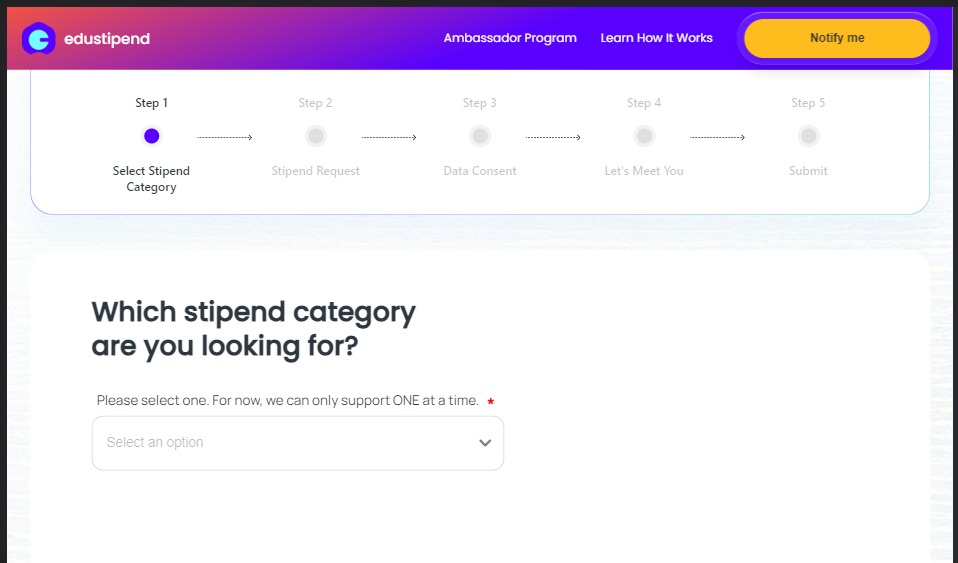 edustipend
Ambassador Program
Learn How It Works
Notify me
Step 1
Step 2
Step 3
Step 4
Step 5
Select Stipend
Category
Stipend Request
Data Consent
Let's Meet You
Submit
Which stipend category
are you looking for?
Please select one. For now, we can only support ONE at a time. *
Select an option